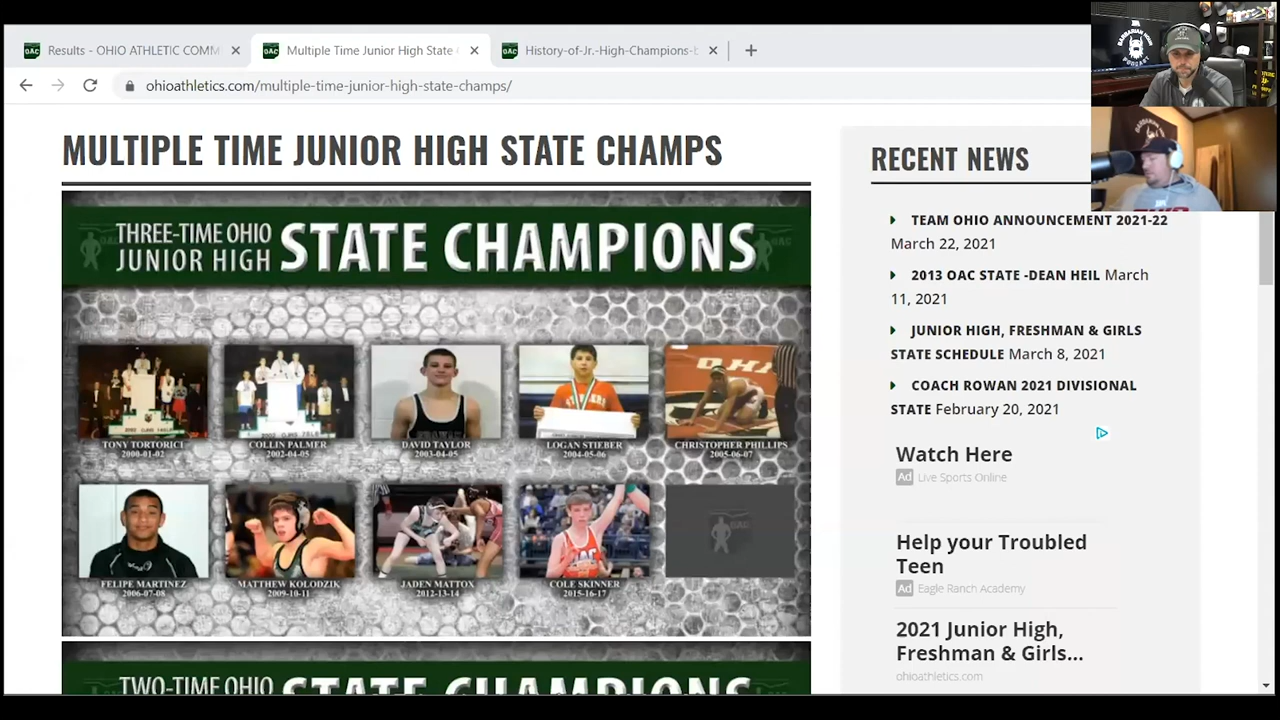 Results - OHIO ATHLETIC COMM
Multiple Time Junior High State
History-of-Jr.-High-Champions-b
ohioathletics.com/multiple-time-junior-high-state-champs/
BARBARIAN
PODCAST
MULTIPLE TIME JUNIOR HIGH STATE CHAMPS
THREE-TIME OHIO
JUNIOR HIGH
STATE CHAMPIONS
TONY TORTORICI
2000-01-02
COLLIN PALMER
2002-04-05
DAVID TAYLOR
2003-04-05
LOGAN STIEBER
2004-05-06
CHRISTOPHER PHILLIPS
2005-06-07
FELIPE MARTINEZ
2006-07-08
MATTHEW KOLODZIK
2009-10-11
JADEN MATTOX
2012-13-14
COLE SKINNER
2015-16-17
OAC
TWO-TIME OHIO
STATE CHAMPIONS
RECENT NEWS
TEAM OHIO ANNOUNCEMENT 2021-22
March 22, 2021
2013 OAC STATE -DEAN HEIL March
11, 2021
JUNIOR HIGH, FRESHMAN & GIRLS
STATE SCHEDULE March 8, 2021
COACH ROWAN 2021 DIVISIONAL
STATE February 20, 2021
Watch Here
Ad Live Sports Online
Help your Troubled
Teen
Ad Eagle Ranch Academy
2021 Junior High,
Freshman & Girls...
ohioathletics.com